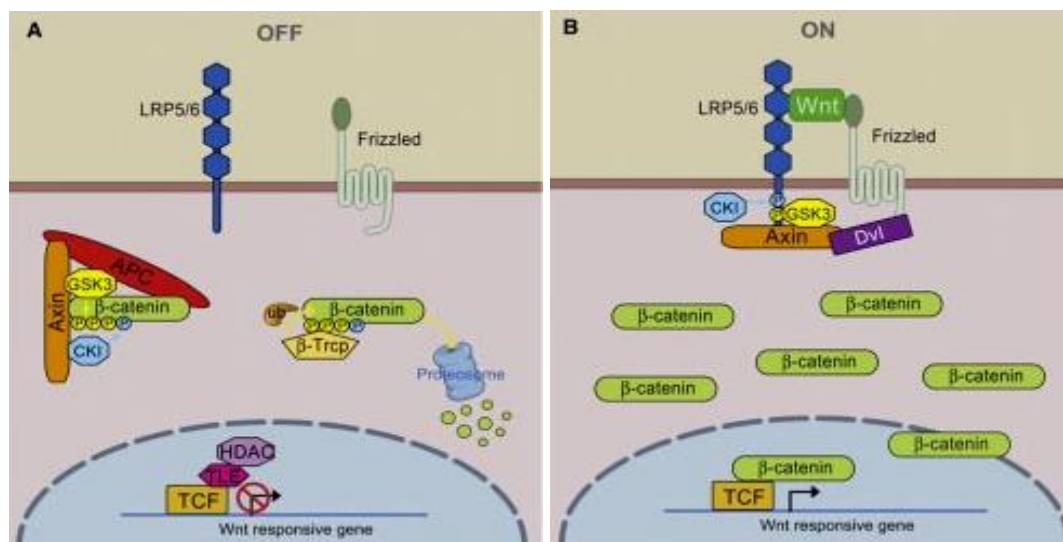 A
OFF
LRP5/6
Frizzled
APC
Axin
GSK3
β-catenin
P P P P
CKI
ub
β-catenin
P P P P
β-Trcp
Proteosome
HDAC
TLE
TCF
Wnt responsive gene
B
ON
LRP5/6
Wnt
Frizzled
CKI
P
P
GSK3
Axin
Dvl
β-catenin
β-catenin
β-catenin
β-catenin
β-catenin
β-catenin
β-catenin
TCF
Wnt responsive gene